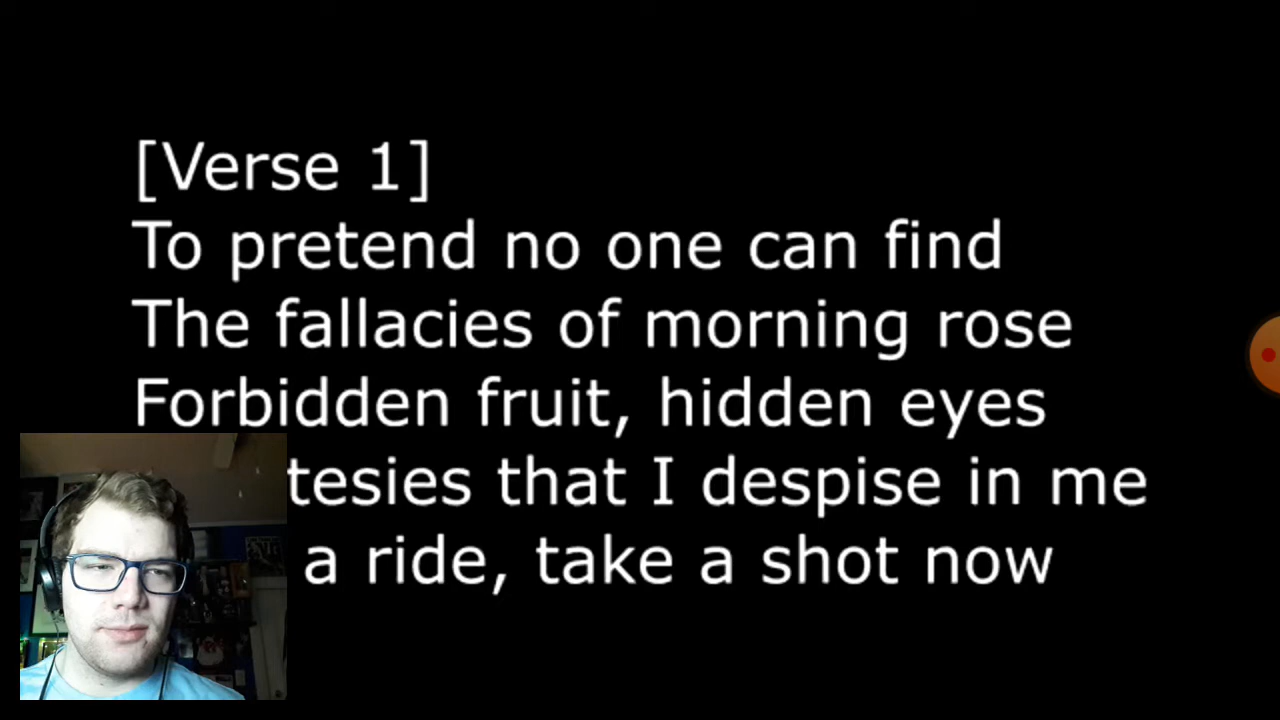 [Verse 1]
To pretend no one can find
The fallacies of morning rose
Forbidden fruit, hidden eyes
tesies that I despise in me
a ride, take a shot now